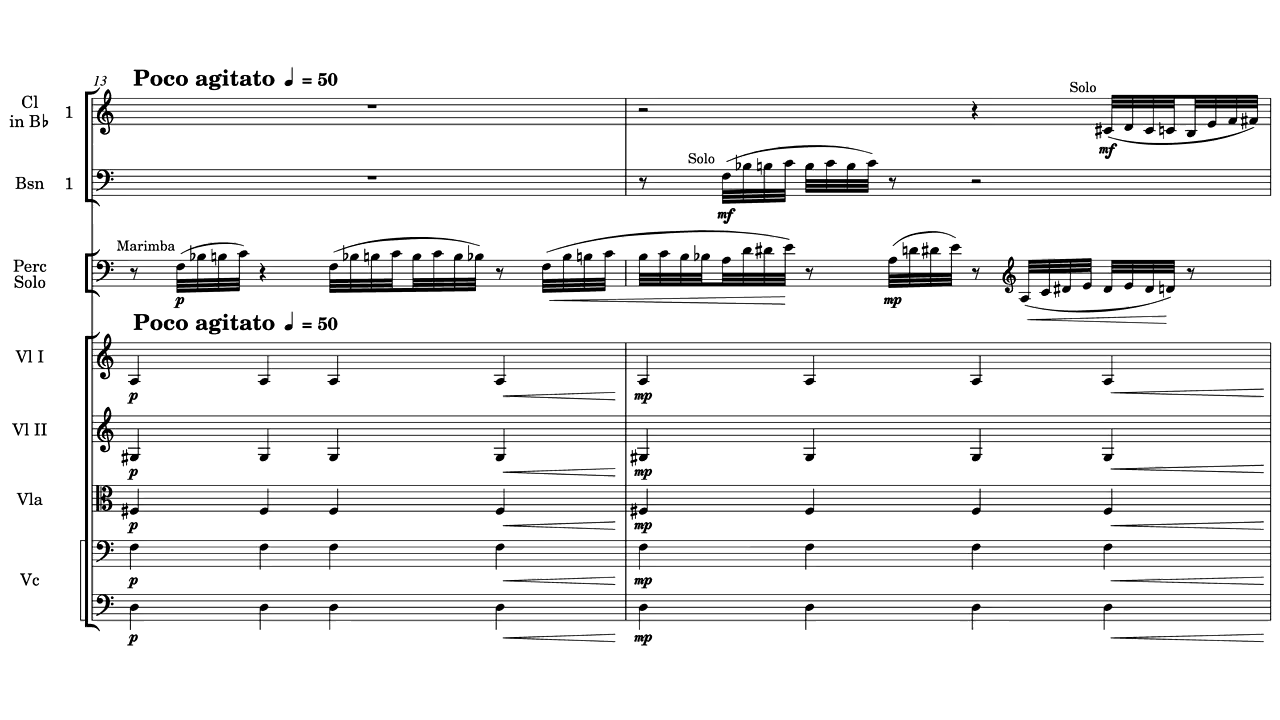 13 Poco agitato ♩ = 50
Cl
in B♭ 1
Solo
mf
Bsn 1
Solo
mf
Marimba
Perc
Solo
p
mp
Poco agitato ♩ = 50
Vl I
p
mp
Vl II
p
mp
Vla
p
mp
Vc
p
mp
p
mp